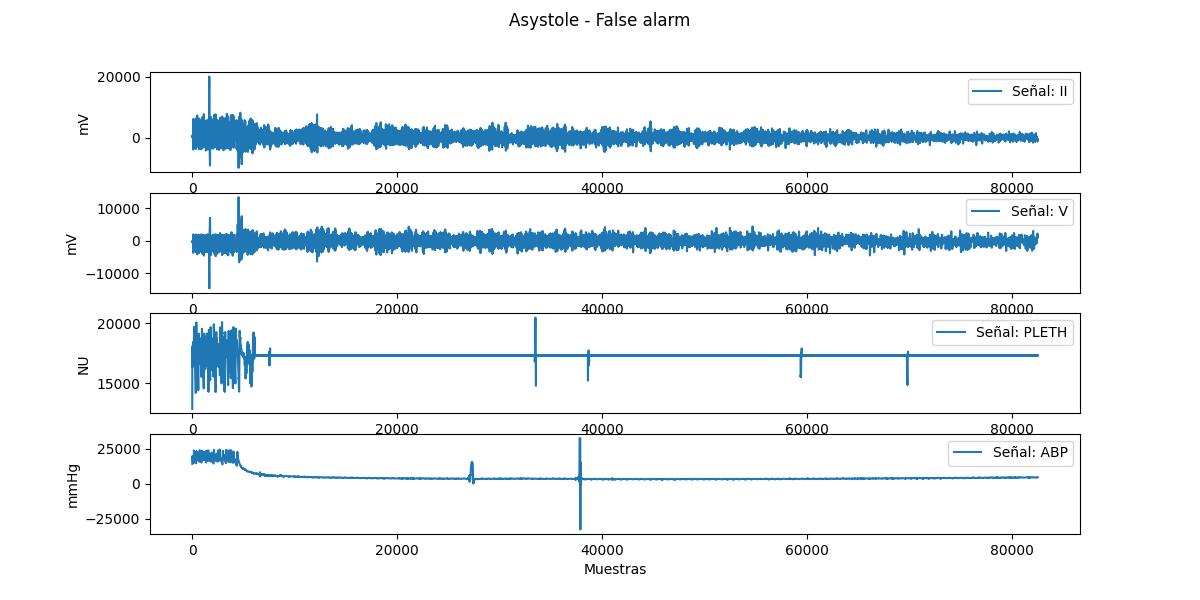 Asystole - False alarm
20000
0
mV
Señal: II
0 20000 40000 60000 80000
10000
0
−10000
mV
Señal: V
0 20000 40000 60000 80000
20000
15000
NU
Señal: PLETH
0 20000 40000 60000 80000
25000
0
−25000
mmHg
Señal: ABP
0 20000 40000 60000 80000
Muestras